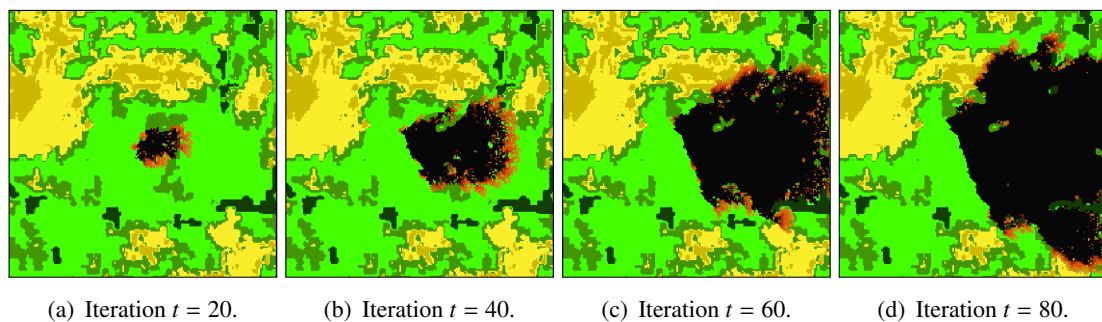 (a) Iteration t = 20.
(b) Iteration t = 40.
(c) Iteration t = 60.
(d) Iteration t = 80.